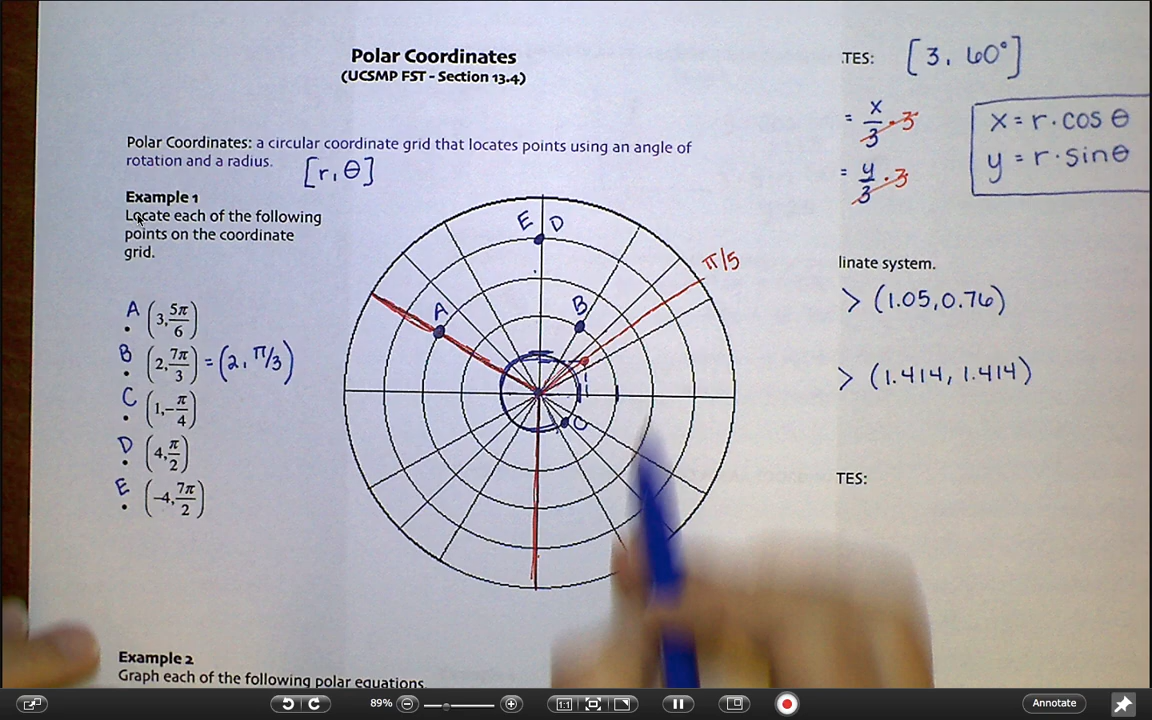 Polar Coordinates
(UCSMP FST - Section 13.4)
Polar Coordinates: a circular coordinate grid that locates points using an angle of
rotation and a radius.
[r, θ]
Example 1
Locate each of the following
points on the coordinate
grid.
A • (3, 5π/6)
B • (2, 7π/3) = (2, π/3)
C • (1, -π/4)
D • (4, π/2)
E • (-4, 7π/2)
E D
π/5
B
A
C
Example 2
Graph each of the following polar equations.
TES: [3, 60°]
= x/3 · 3
= y/3 · 3
x = r · cos θ
y = r · sin θ
linate system.
> (1.05, 0.76)
> (1.414, 1.414)
TES:
89%
1:1
Annotate